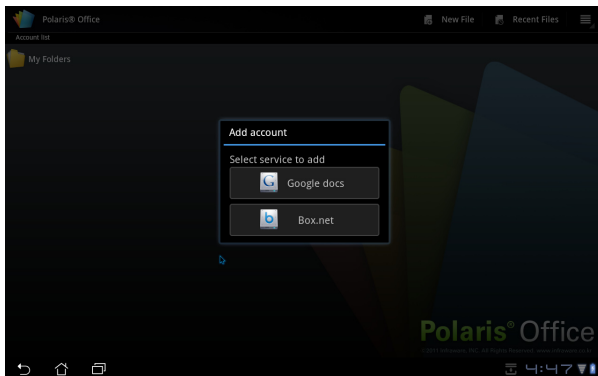 Polaris® Office
New File
Recent Files
Account list
My Folders
Add account
Select service to add
G Google docs
b Box.net
Polaris® Office
4:47